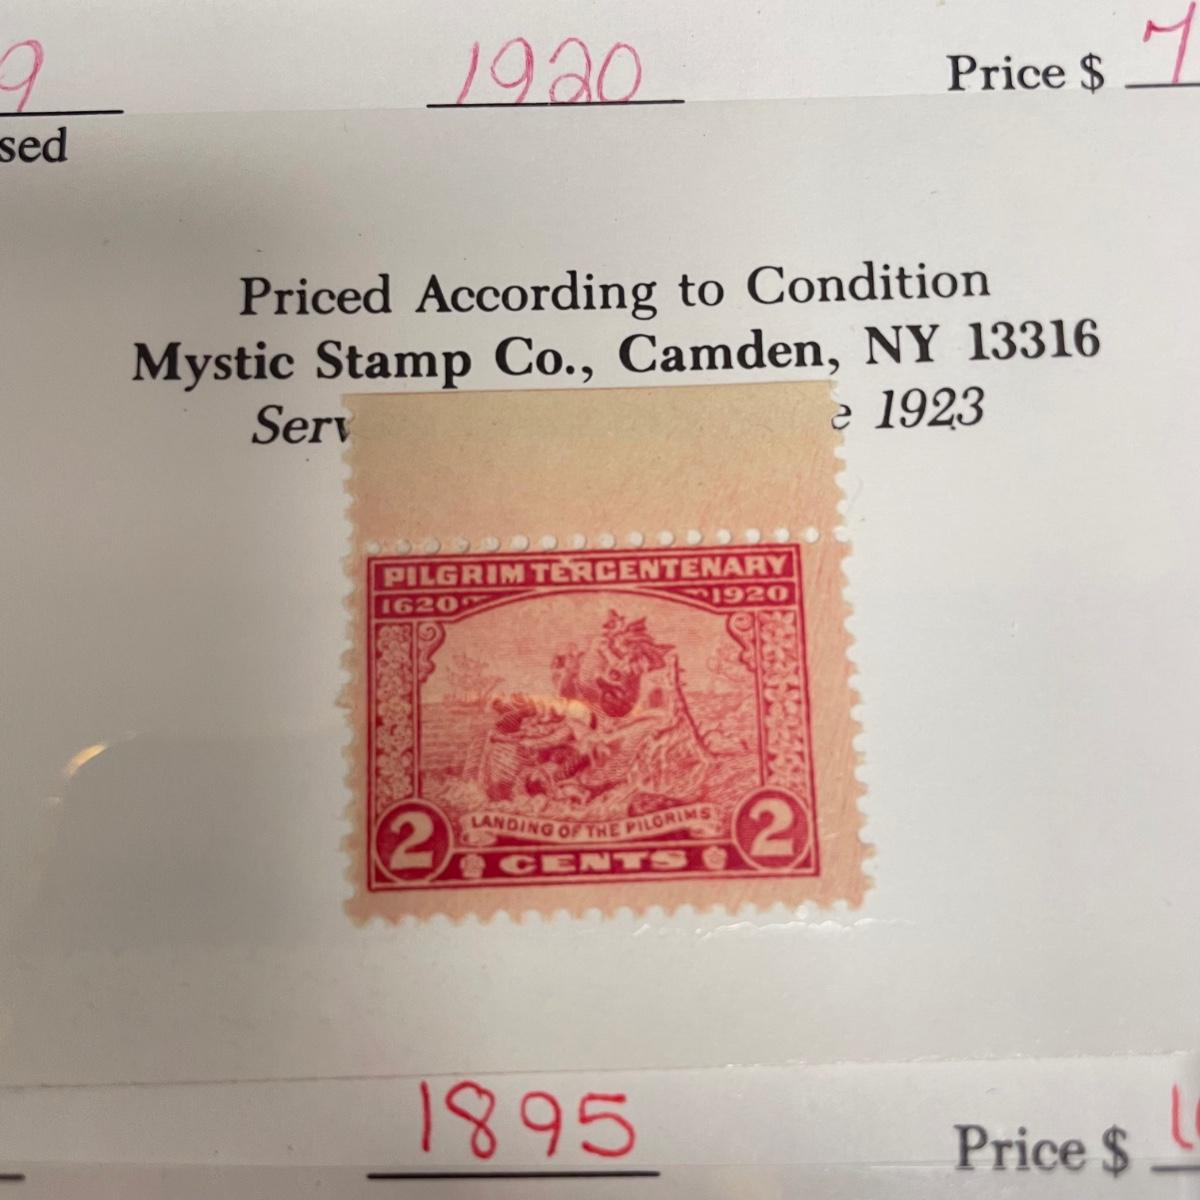 9 1920 Price $ 7
sed
Priced According to Condition
Mystic Stamp Co., Camden, NY 13316
Serv e 1923
PILGRIM TERCENTENARY
1620 1920
LANDING OF THE PILGRIMS
2 CENTS 2
1895 Price $